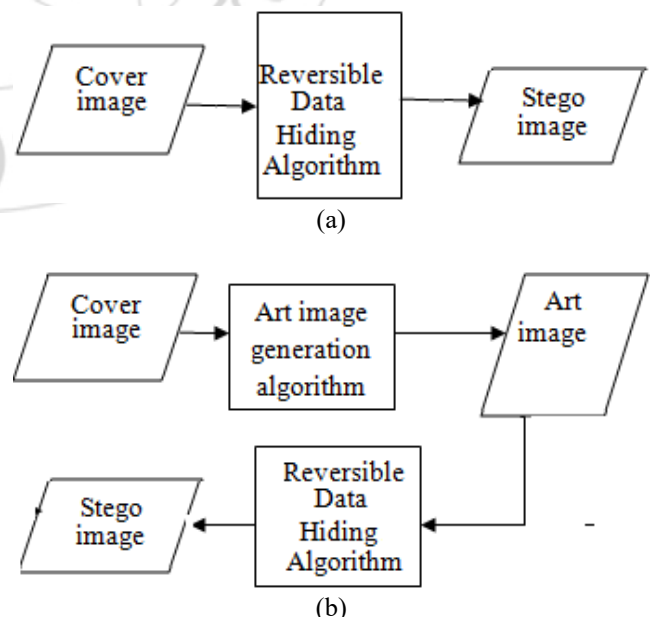 Cover
image
Reversible
Data
Hiding
Algorithm
Stego
image
(a)
Cover
image
Art image
generation
algorithm
Art
image
Reversible
Data
Hiding
Algorithm
Stego
image
(b)